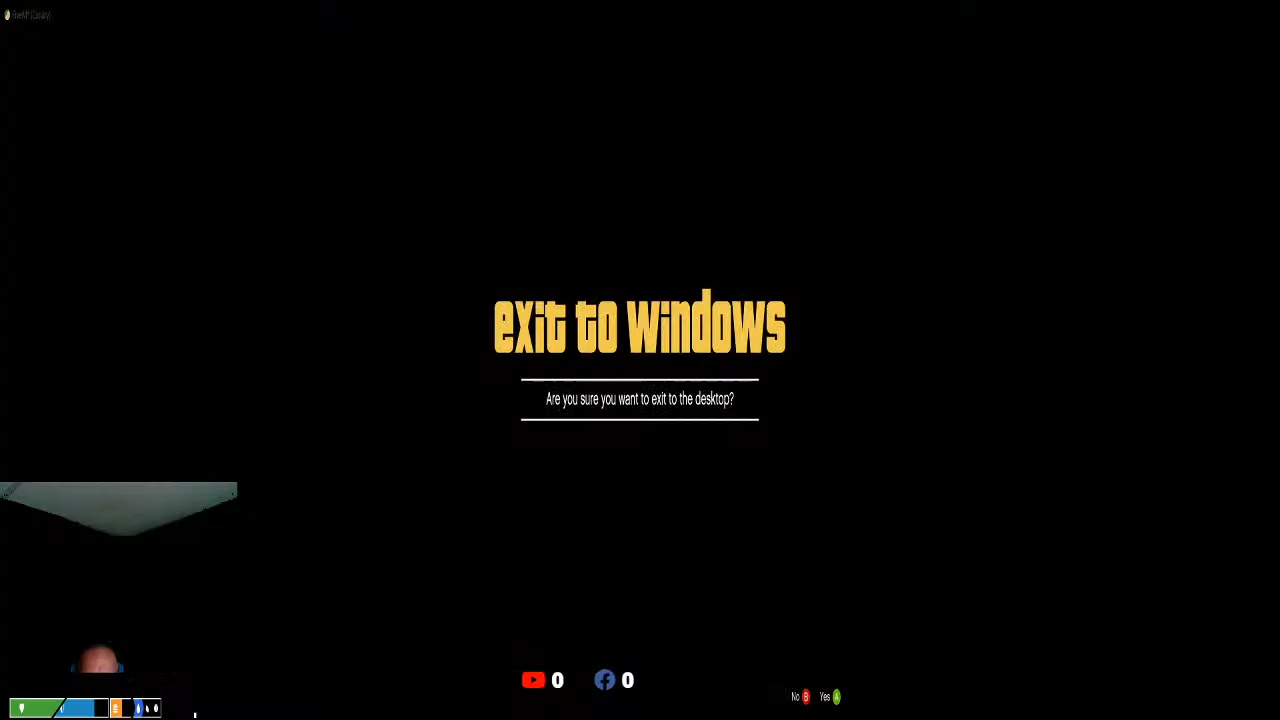 exit to windows
Are you sure you want to exit to the desktop?
0 0
No B Yes A